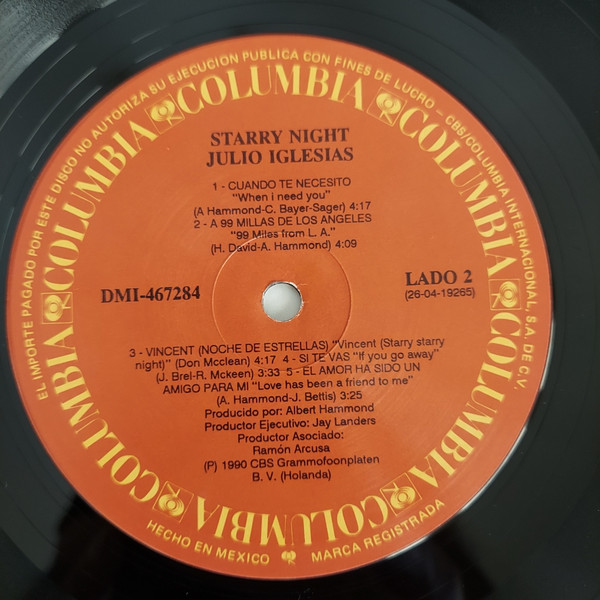 EL IMPORTE PAGADO POR ESTE DISCO NO AUTORIZA SU EJECUCION PUBLICA CON FINES DE LUCRO – CBS/COLUMBIA INTERNACIONAL, S.A. DE C.V.
COLUMBIA COLUMBIA COLUMBIA COLUMBIA COLUMBIA COLUMBIA COLUMBIA COLUMBIA
STARRY NIGHT
JULIO IGLESIAS
1 - CUANDO TE NECESITO
"When i need you"
(A Hammond-C. Bayer-Sager) 4:17
2 - A 99 MILLAS DE LOS ANGELES
"99 Miles from L. A."
(H. David-A. Hammond) 4:09
DMI-467284
LADO 2
(26-04-19265)
3 - VINCENT (NOCHE DE ESTRELLAS) "Vincent (Starry starry
night)" (Don Mcclean) 4:17 4 - SI TE VAS "If you go away"
(J. Brel-R. Mckeen) 3:33 5 - EL AMOR HA SIDO UN
AMIGO PARA MI "Love has been a friend to me"
(A. Hammond-J. Bettis) 3:25
Producido por: Albert Hammond
Productor Ejecutivo: Jay Landers
Productor Asociado:
Ramón Arcusa
(P) 1990 CBS Grammofoonplaten
B. V. (Holanda)
HECHO EN MEXICO
MARCA REGISTRADA